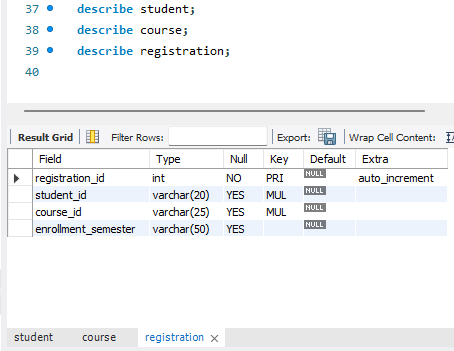 37 describe student;
38 describe course;
39 describe registration;
40
Result Grid Filter Rows: Export: Wrap Cell Content:
Field Type Null Key Default Extra
registration_id int NO PRI NULL auto_increment
student_id varchar(20) YES MUL NULL
course_id varchar(25) YES MUL NULL
enrollment_semester varchar(50) YES NULL
student course registration